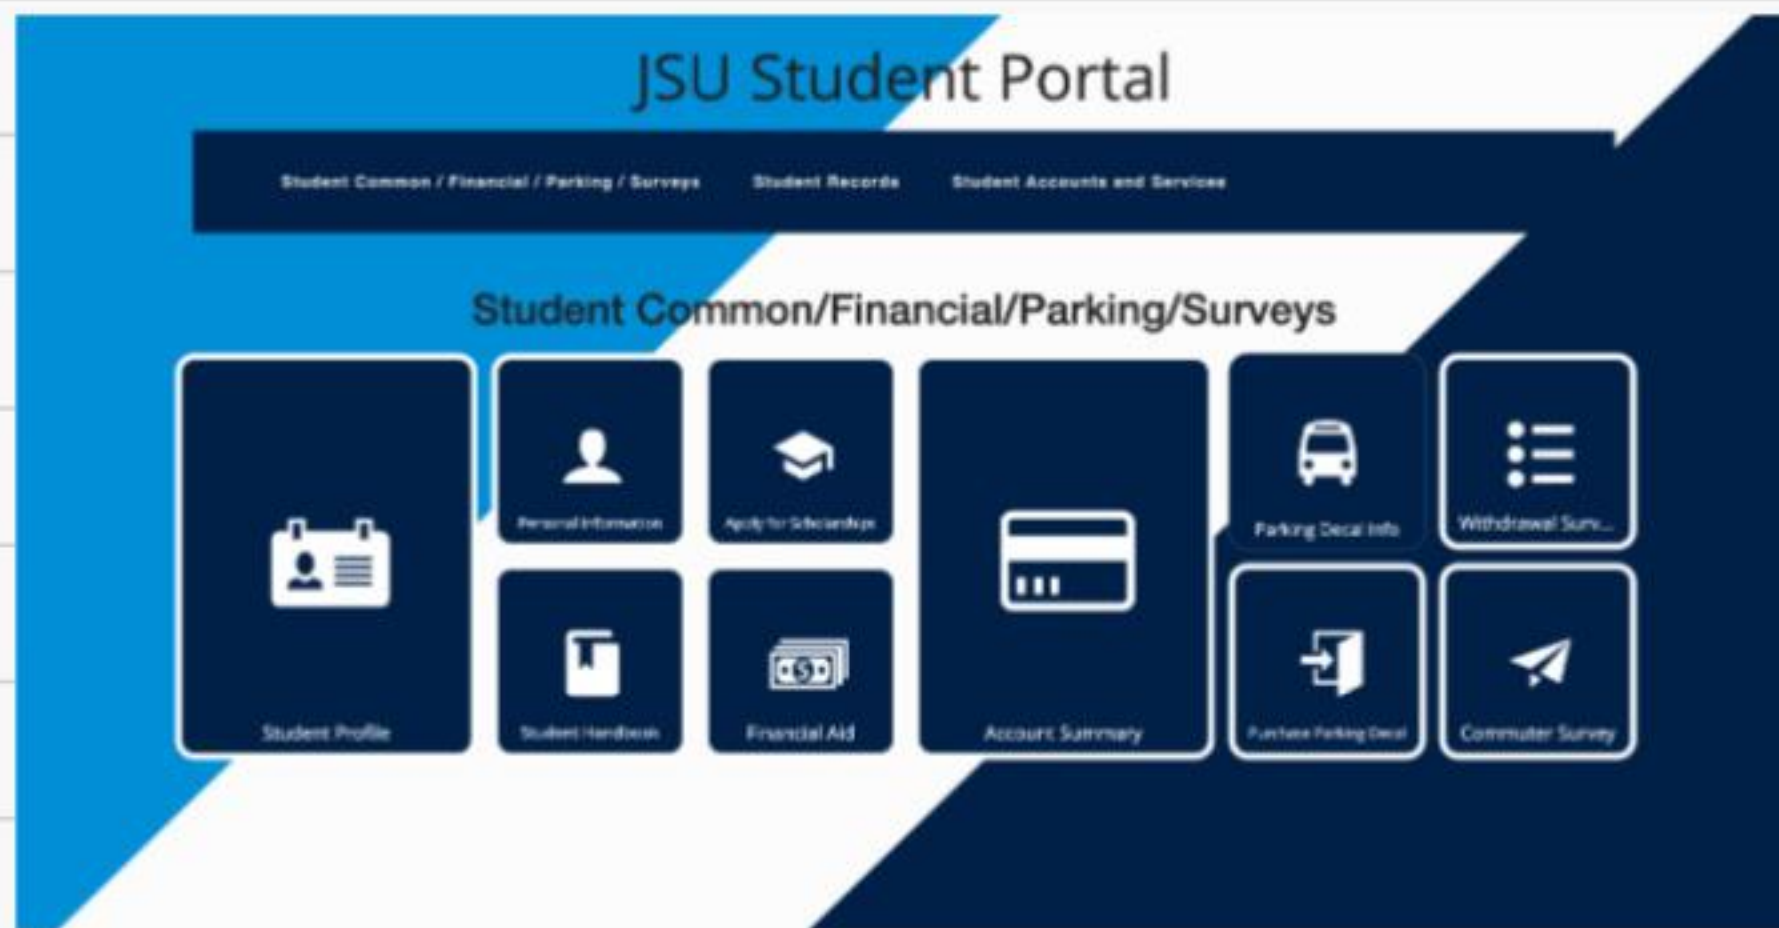 JSU Student Portal
Student Common / Financial / Parking / Surveys Student Records Student Accounts and Services
Student Common/Financial/Parking/Surveys
Personal Information
Apply for Scholarships
Parking Decal Info
Withdrawal Surv...
Student Profile
Student Handbook
Financial Aid
Account Summary
Purchase Parking Decal
Commuter Survey